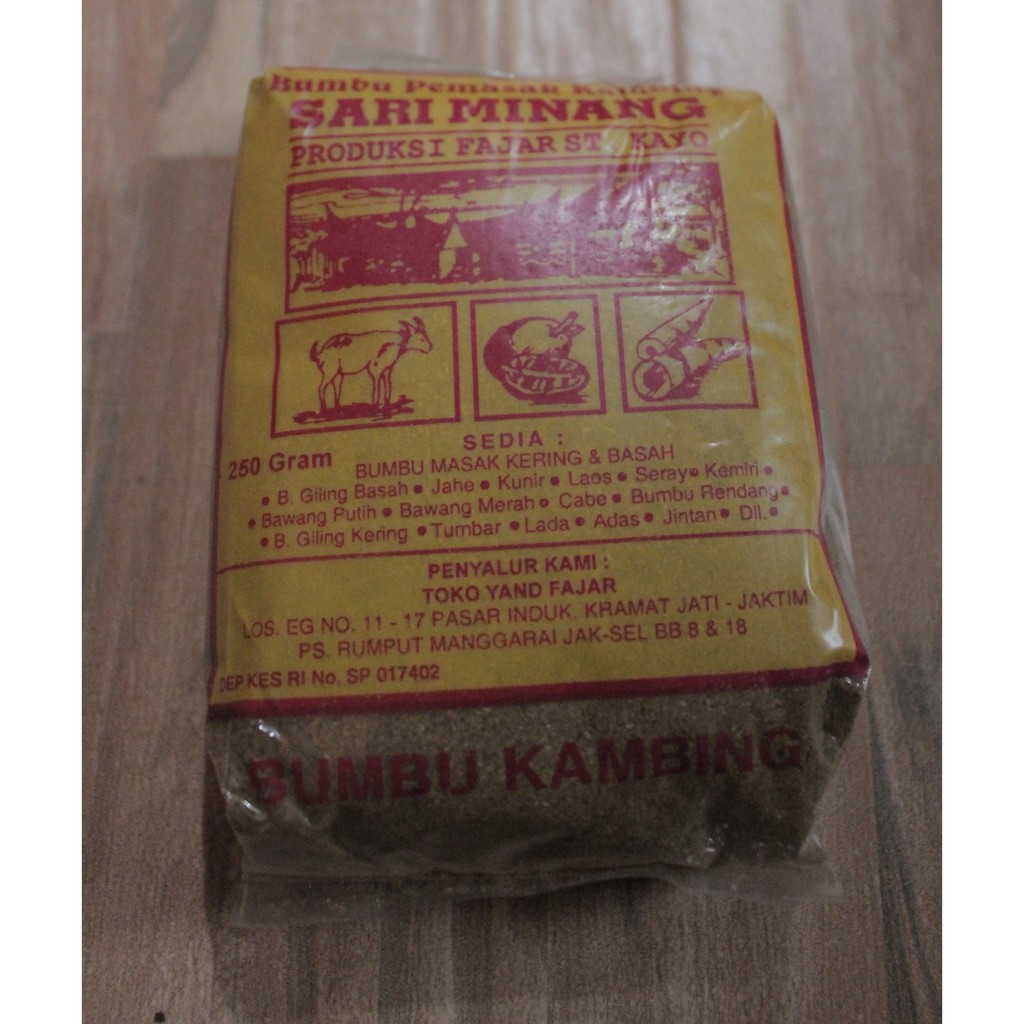 Bumbu Pemasak Kambing
SARI MINANG
PRODUKSI FAJAR ST. KAYO
SEDIA :
250 Gram
BUMBU MASAK KERING & BASAH
• B. Giling Basah • Jahe • Kunir • Laos • Seray • Kemiri •
• Bawang Putih • Bawang Merah • Cabe • Bumbu Rendang •
• B. Giling Kering • Tumbar • Lada • Adas • Jintan • Dll. •
PENYALUR KAMI :
TOKO YAND FAJAR
LOS. EG NO. 11 - 17 PASAR INDUK, KRAMAT JATI - JAKTIM
PS. RUMPUT MANGGARAI JAK-SEL BB 8 & 18
DEP KES RI No. SP 017402
BUMBU KAMBING